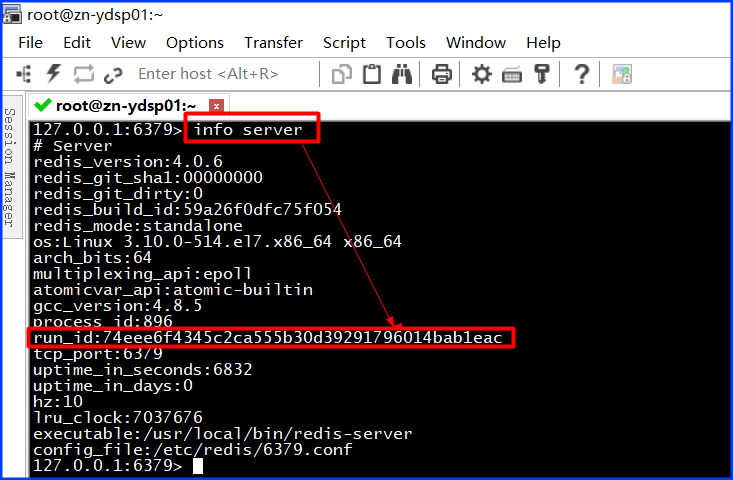 root@zn-ydsp01:~
File Edit View Options Transfer Script Tools Window Help
Enter host <Alt+R>
Session Manager
root@zn-ydsp01:~ x
127.0.0.1:6379> info server
# Server
redis_version:4.0.6
redis_git_sha1:00000000
redis_git_dirty:0
redis_build_id:59a26f0dfc75f054
redis_mode:standalone
os:Linux 3.10.0-514.el7.x86_64 x86_64
arch_bits:64
multiplexing_api:epoll
atomicvar_api:atomic-builtin
gcc_version:4.8.5
process_id:896
run_id:74eee6f4345c2ca555b30d39291796014bab1eac
tcp_port:6379
uptime_in_seconds:6832
uptime_in_days:0
hz:10
lru_clock:7037676
executable:/usr/local/bin/redis-server
config_file:/etc/redis/6379.conf
127.0.0.1:6379>